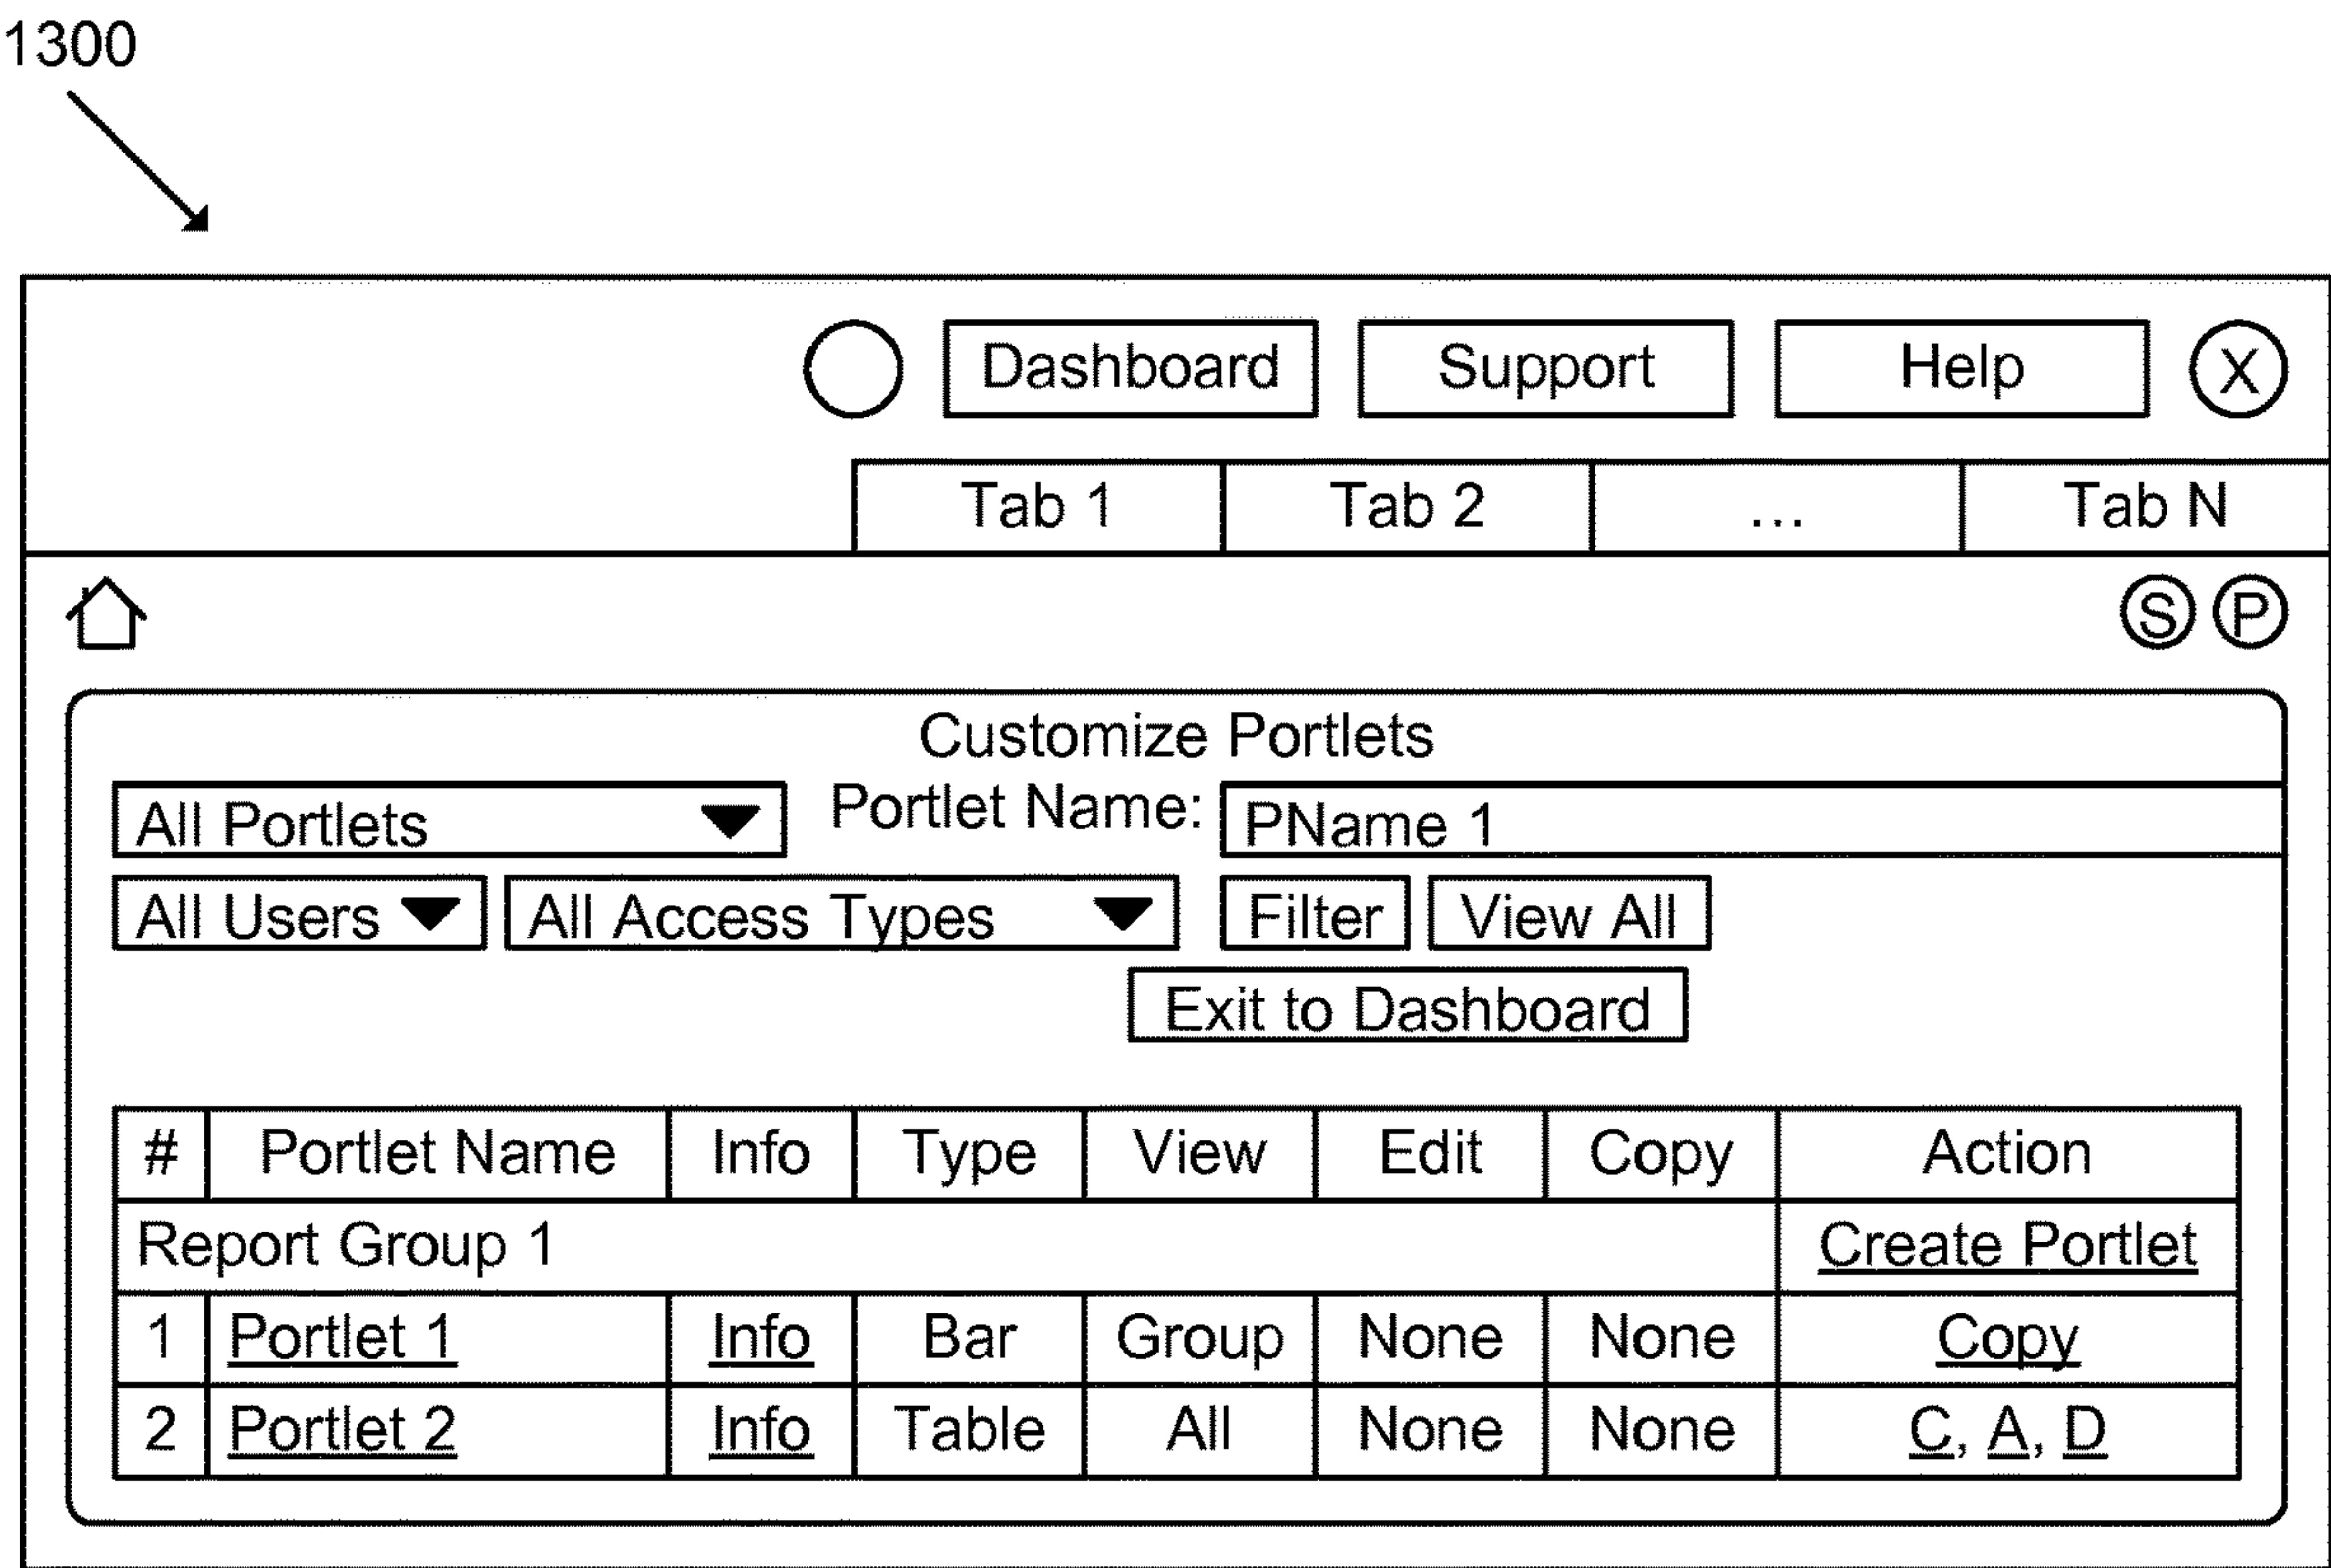 1300
Dashboard Support Help X
Tab 1 Tab 2 ... Tab N
S P
Customize Portlets
All Portlets Portlet Name: PName 1
All Users All Access Types Filter View All
Exit to Dashboard
# Portlet Name Info Type View Edit Copy Action
Report Group 1 Create Portlet
1 Portlet 1 Info Bar Group None None Copy
2 Portlet 2 Info Table All None None C, A, D